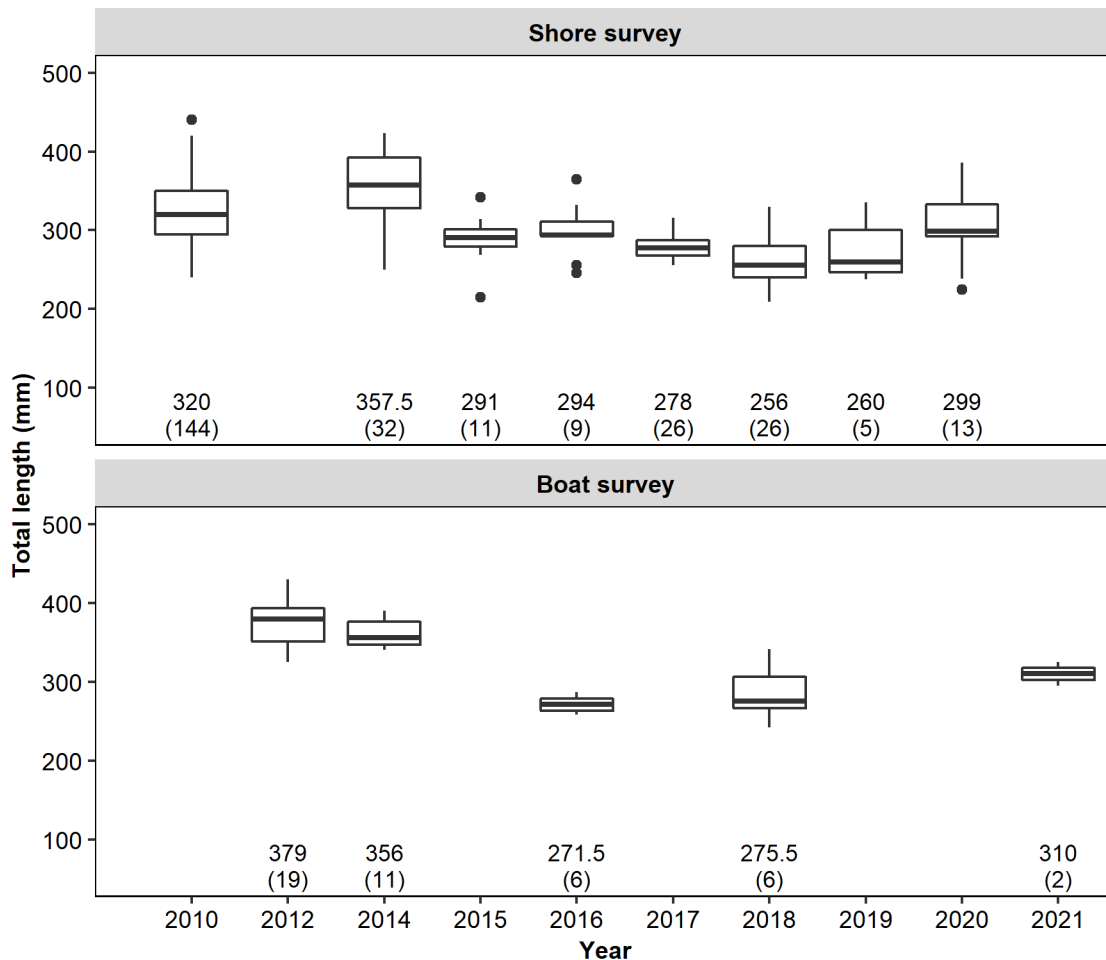 Shore survey
500
400
300
200
100
320 357.5 291 294 278 256 260 299
(144) (32) (11) (9) (26) (26) (5) (13)
Total length (mm)
Boat survey
500
400
300
200
100
379 356 271.5 275.5 310
(19) (11) (6) (6) (2)
2010 2012 2014 2015 2016 2017 2018 2019 2020 2021
Year